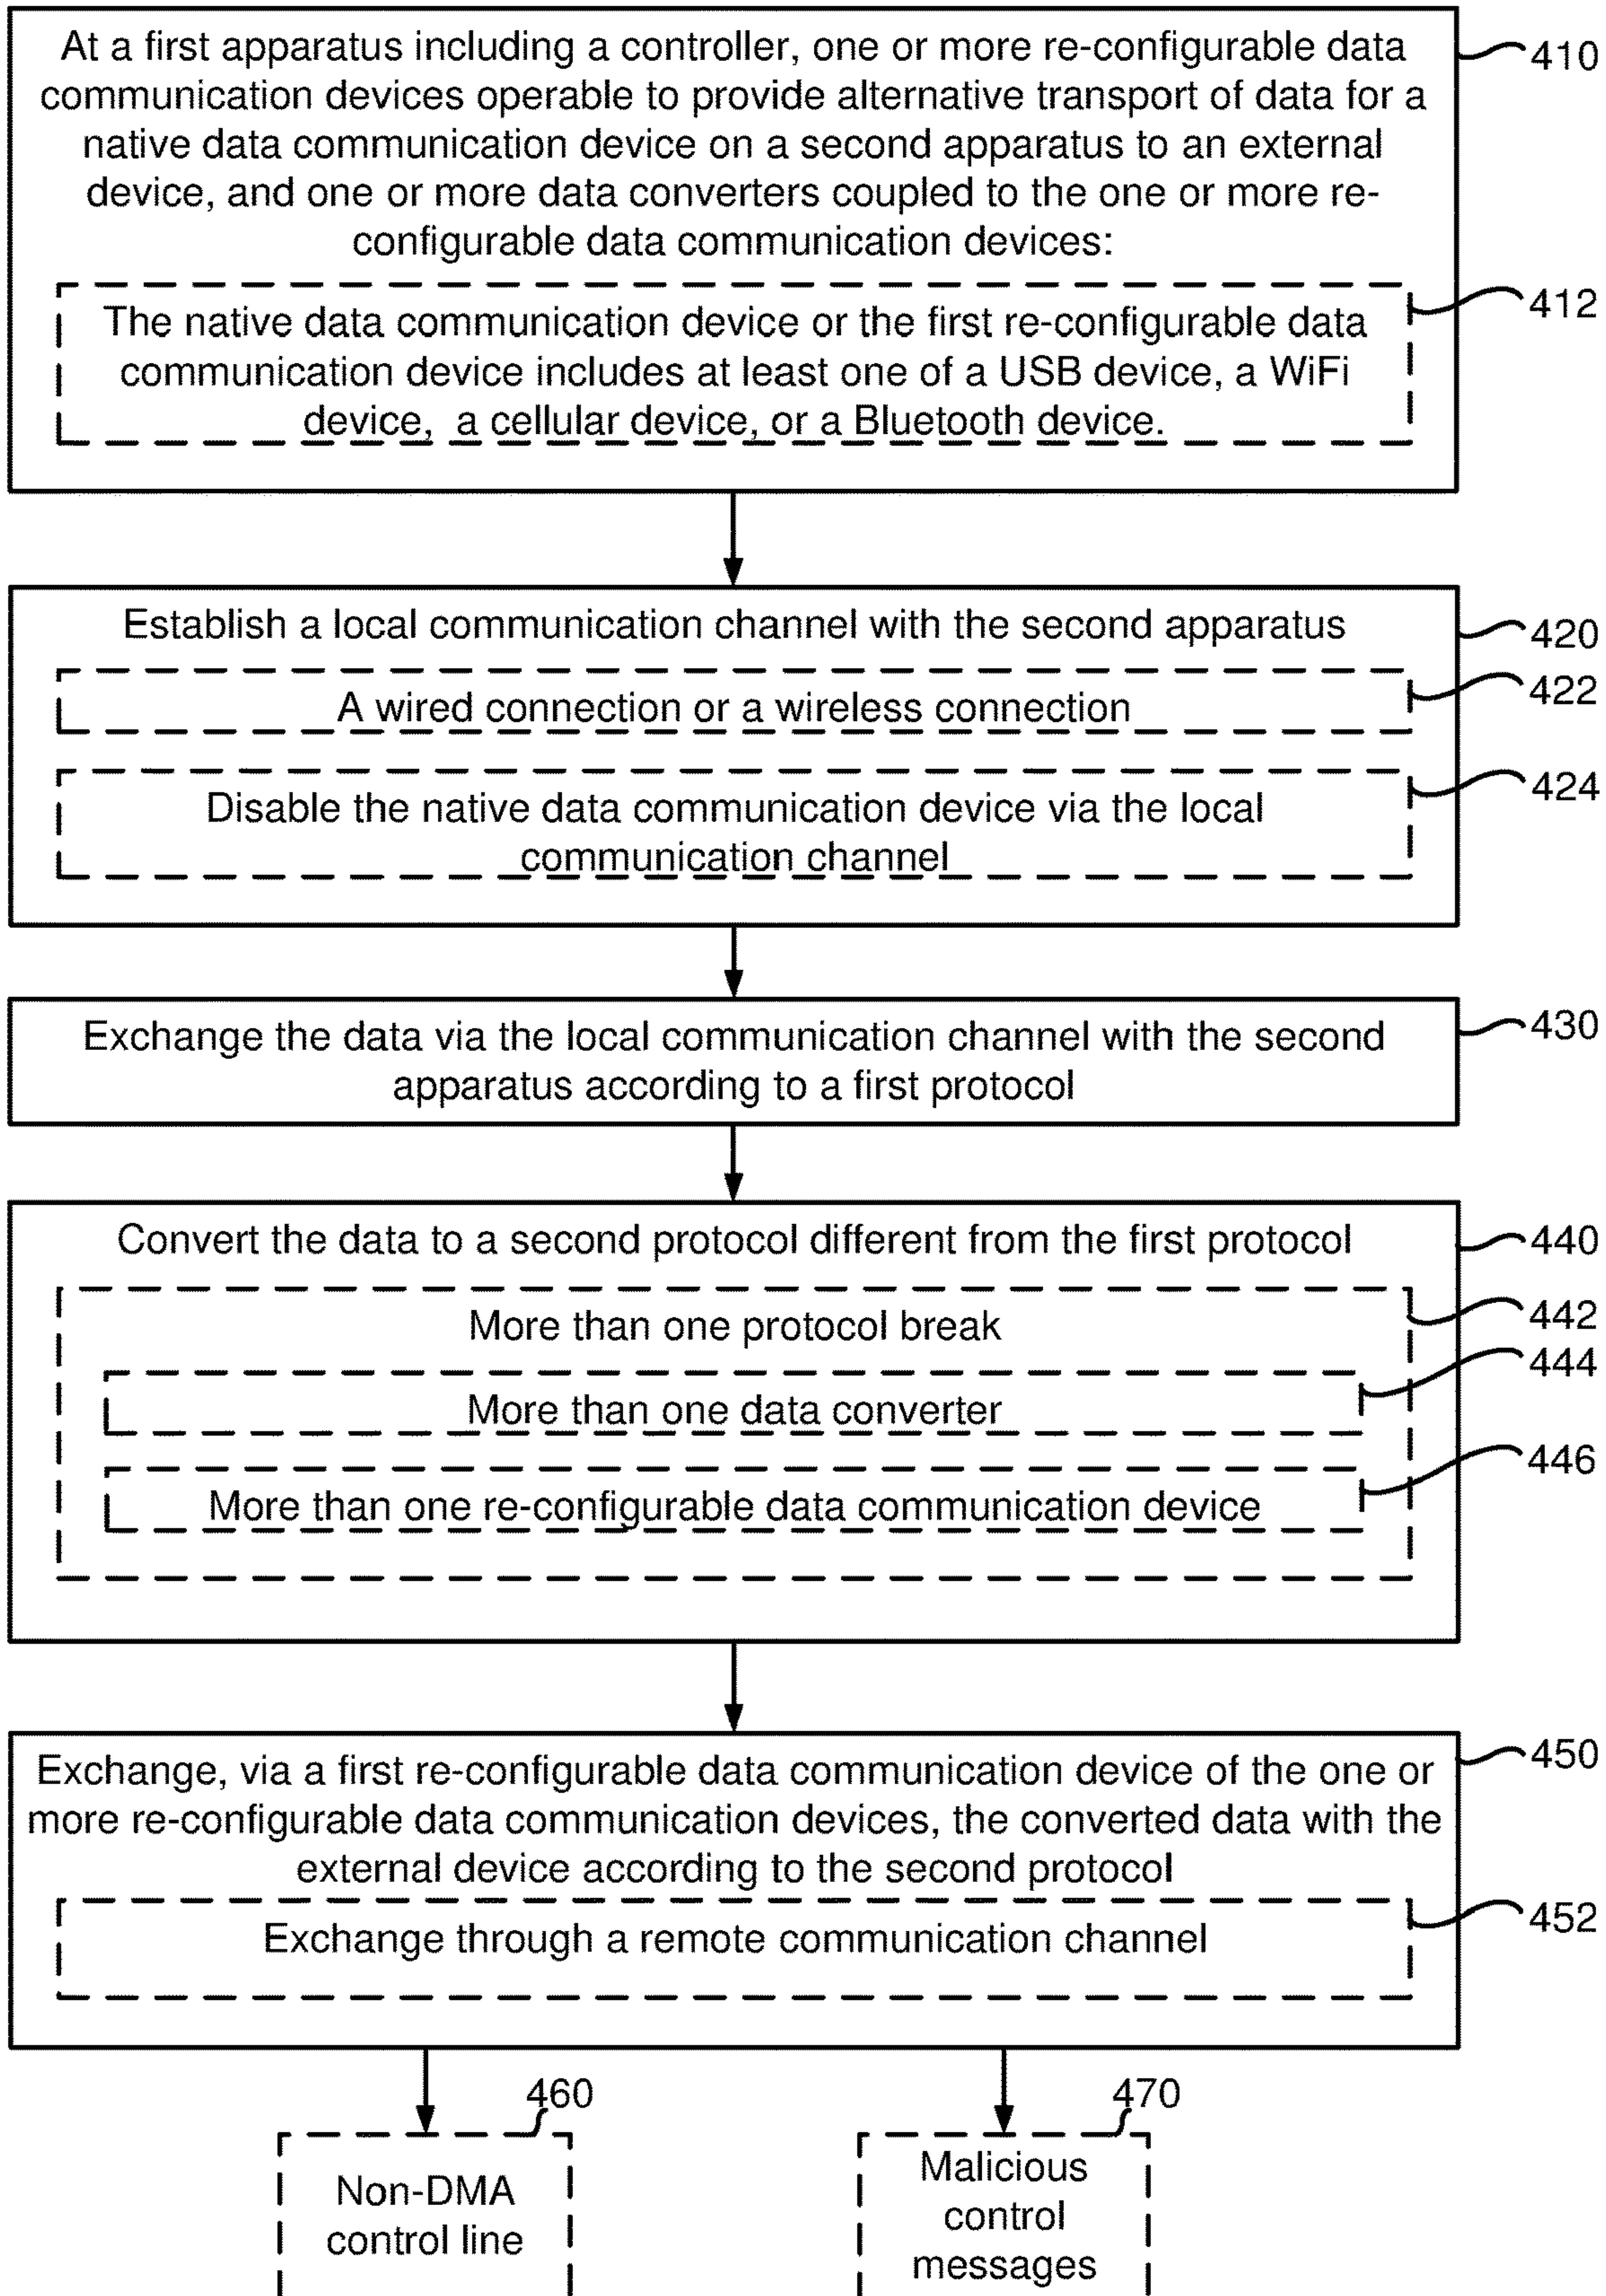 At a first apparatus including a controller, one or more re-configurable data
communication devices operable to provide alternative transport of data for a
native data communication device on a second apparatus to an external
device, and one or more data converters coupled to the one or more re-
configurable data communication devices:
410
The native data communication device or the first re-configurable data
communication device includes at least one of a USB device, a WiFi
device, a cellular device, or a Bluetooth device.
412
Establish a local communication channel with the second apparatus
420
A wired connection or a wireless connection
422
Disable the native data communication device via the local
communication channel
424
Exchange the data via the local communication channel with the second
apparatus according to a first protocol
430
Convert the data to a second protocol different from the first protocol
440
More than one protocol break
442
More than one data converter
444
More than one re-configurable data communication device
446
Exchange, via a first re-configurable data communication device of the one or
more re-configurable data communication devices, the converted data with the
external device according to the second protocol
450
Exchange through a remote communication channel
452
460
Non-DMA
control line
470
Malicious
control
messages